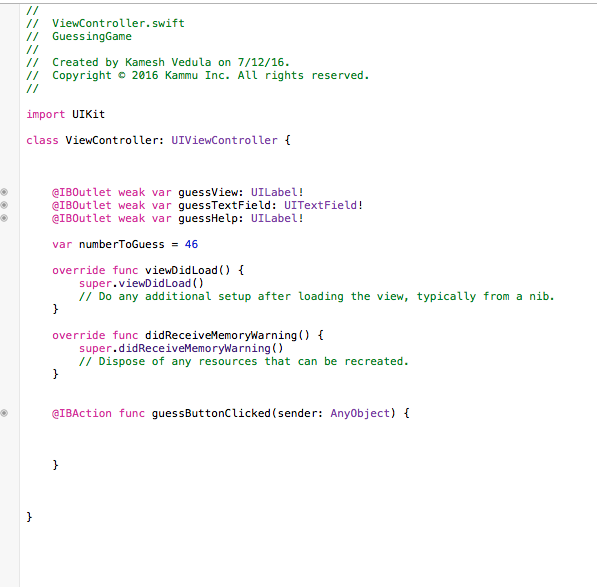 //
//  ViewController.swift
//  GuessingGame
//
//  Created by Kamesh Vedula on 7/12/16.
//  Copyright © 2016 Kammu Inc. All rights reserved.
//
import UIKit
class ViewController: UIViewController {
    @IBOutlet weak var guessView: UILabel!
    @IBOutlet weak var guessTextField: UITextField!
    @IBOutlet weak var guessHelp: UILabel!
    var numberToGuess = 46
    override func viewDidLoad() {
        super.viewDidLoad()
        // Do any additional setup after loading the view, typically from a nib.
    }
    override func didReceiveMemoryWarning() {
        super.didReceiveMemoryWarning()
        // Dispose of any resources that can be recreated.
    }
    @IBAction func guessButtonClicked(sender: AnyObject) {
    }
}